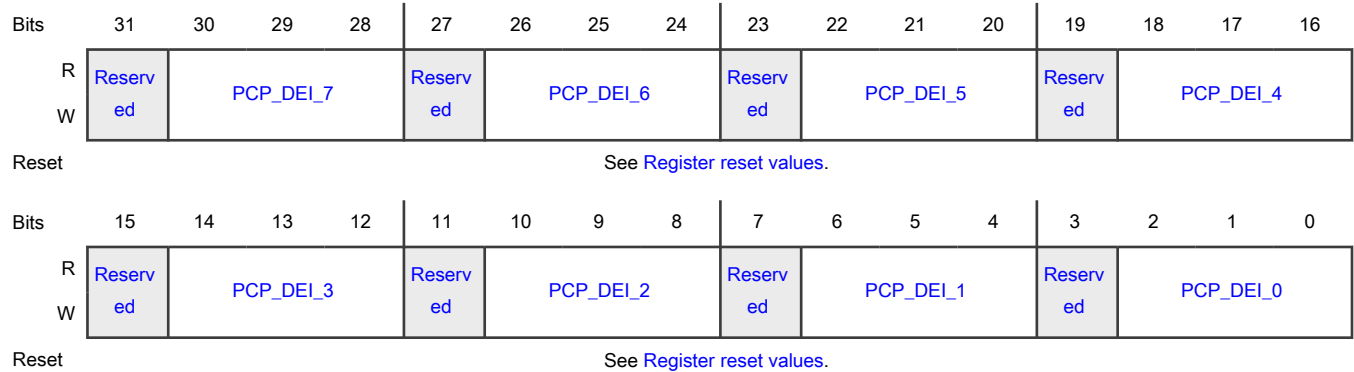 Bits 31 30 29 28 27 26 25 24 23 22 21 20 19 18 17 16
R
W
Reserv
ed
PCP_DEI_7
Reserv
ed
PCP_DEI_6
Reserv
ed
PCP_DEI_5
Reserv
ed
PCP_DEI_4
Reset See Register reset values.
Bits 15 14 13 12 11 10 9 8 7 6 5 4 3 2 1 0
R
W
Reserv
ed
PCP_DEI_3
Reserv
ed
PCP_DEI_2
Reserv
ed
PCP_DEI_1
Reserv
ed
PCP_DEI_0
Reset See Register reset values.